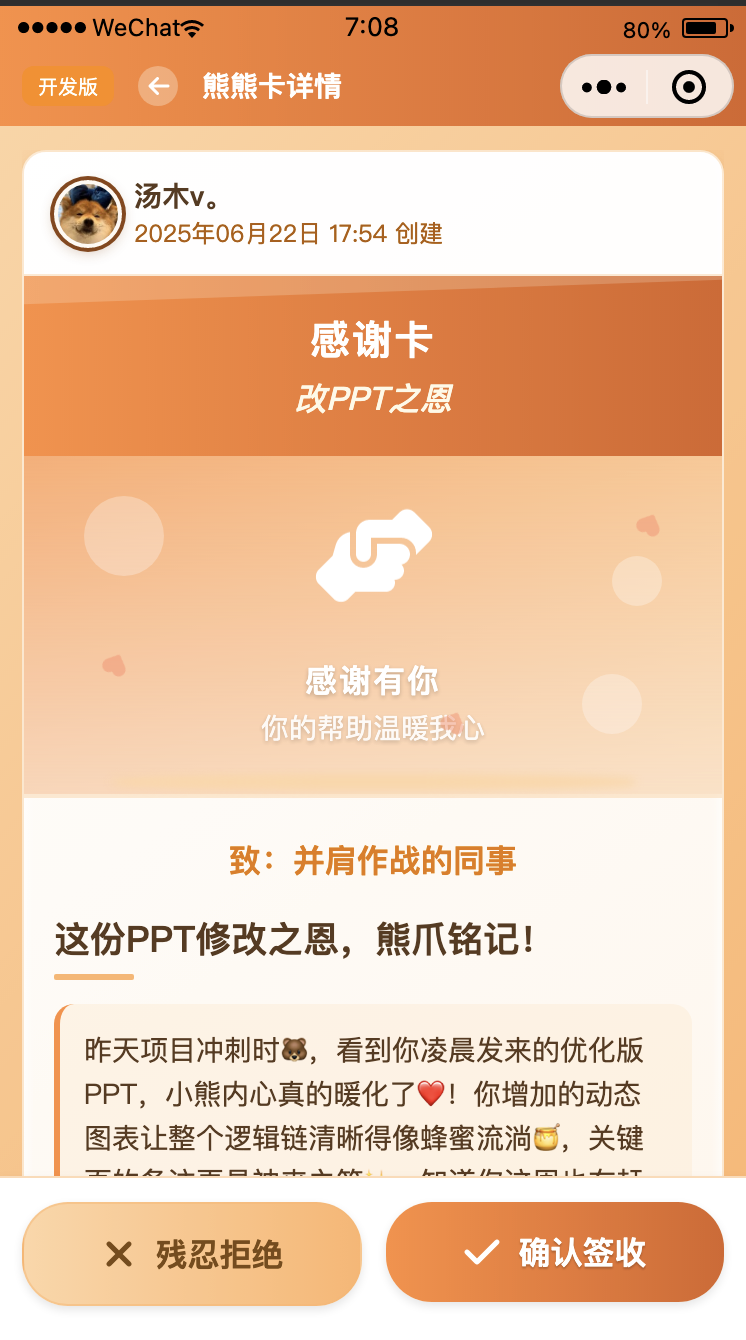 WeChat
7:08
80%
开发版
熊熊卡详情
汤木v。
2025年06月22日 17:54 创建
感谢卡
改PPT之恩
感谢有你
你的帮助温暖我心
致：并肩作战的同事
这份PPT修改之恩，熊爪铭记！
昨天项目冲刺时🐻，看到你凌晨发来的优化版
PPT，小熊内心真的暖化了❤️！你增加的动态
图表让整个逻辑链清晰得像蜂蜜流淌🍯，关键
残忍拒绝
确认签收